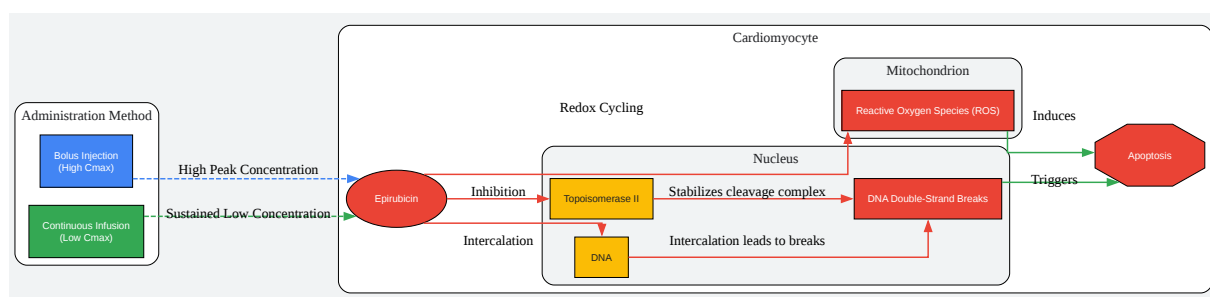 Cardiomyocyte
Mitochondrion
Administration Method
Redox Cycling
Reactive Oxygen Species (ROS)
Induces
Bolus Injection
(High Cmax)
High Peak Concentration
Nucleus
Apoptosis
Epirubicin
Inhibition
Topoisomerase II
Stabilizes cleavage complex
DNA Double-Strand Breaks
Triggers
Continuous Infusion
(Low Cmax)
Sustained Low Concentration
Intercalation
DNA
Intercalation leads to breaks